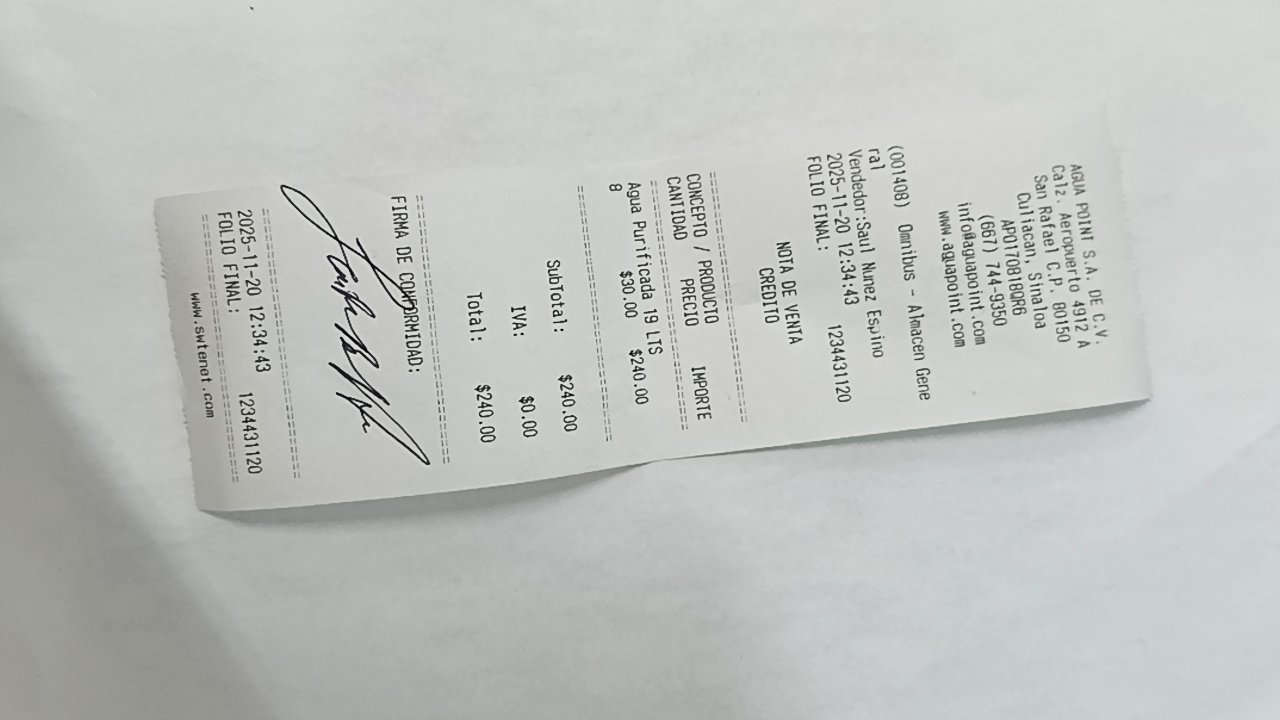 AGUA POINT S.A. DE C.V.
Calz. Aeropuerto 4912 A
San Rafael C.P. 80150
Culiacan, Sinaloa
APO170818QR6
(667) 744-9350
info@aguapoint.com
www.aguapoint.com
(001408) Omnibus - Almacen Gene
ral
Vendedor:Saul Nunez Espino
2025-11-20 12:34:43 1234431120
FOLIO FINAL:
NOTA DE VENTA
CREDITO
==============================
CONCEPTO / PRODUCTO
CANTIDAD PRECIO IMPORTE
==============================
Agua Purificada 19 LTS
8 $30.00 $240.00
==============================
SubTotal: $240.00
IVA: $0.00
Total: $240.00
==============================
FIRMA DE CONFORMIDAD:
==============================
2025-11-20 12:34:43 1234431120
FOLIO FINAL:
==============================
www.swtenet.com